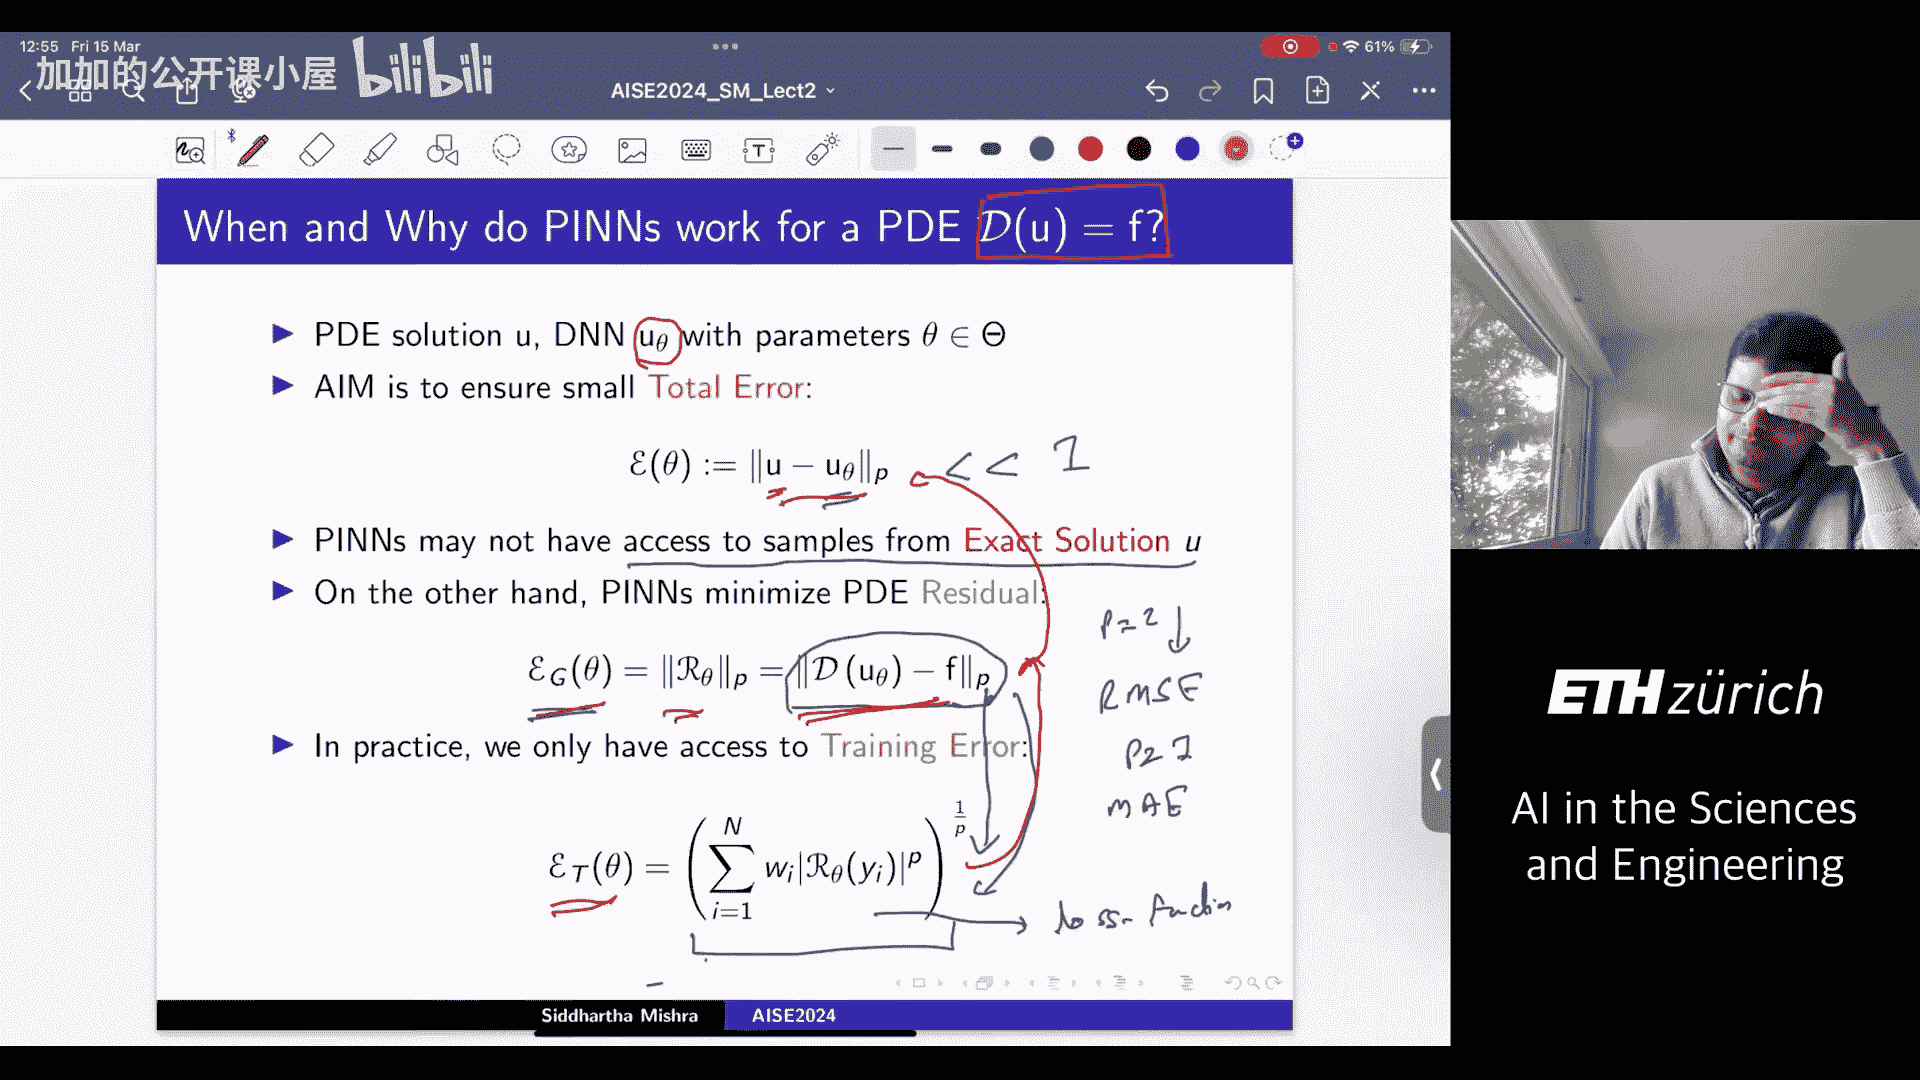 12:55 Fri 15 Mar
61%
加加的公开课小屋 bilibili
AISE2024_SM_Lect2
When and Why do PINNs work for a PDE 𝒟(u) = f?
PDE solution u, DNN u_θ with parameters θ ∈ Θ
AIM is to ensure small Total Error:
ℰ(θ) := ‖u − u_θ‖_p << 1
PINNs may not have access to samples from Exact Solution u
On the other hand, PINNs minimize PDE Residual:
p=2
ℰ_G(θ) = ‖ℛ_θ‖_p = ‖𝒟(u_θ) − f‖_p
RMSE
In practice, we only have access to Training Error:
p=1
MAE
ℰ_T(θ) = (∑_{i=1}^{N} w_i|ℛ_θ(y_i)|^p)^{1/p}
loss function
Siddhartha Mishra AISE2024
ETH zürich
AI in the Sciences
and Engineering